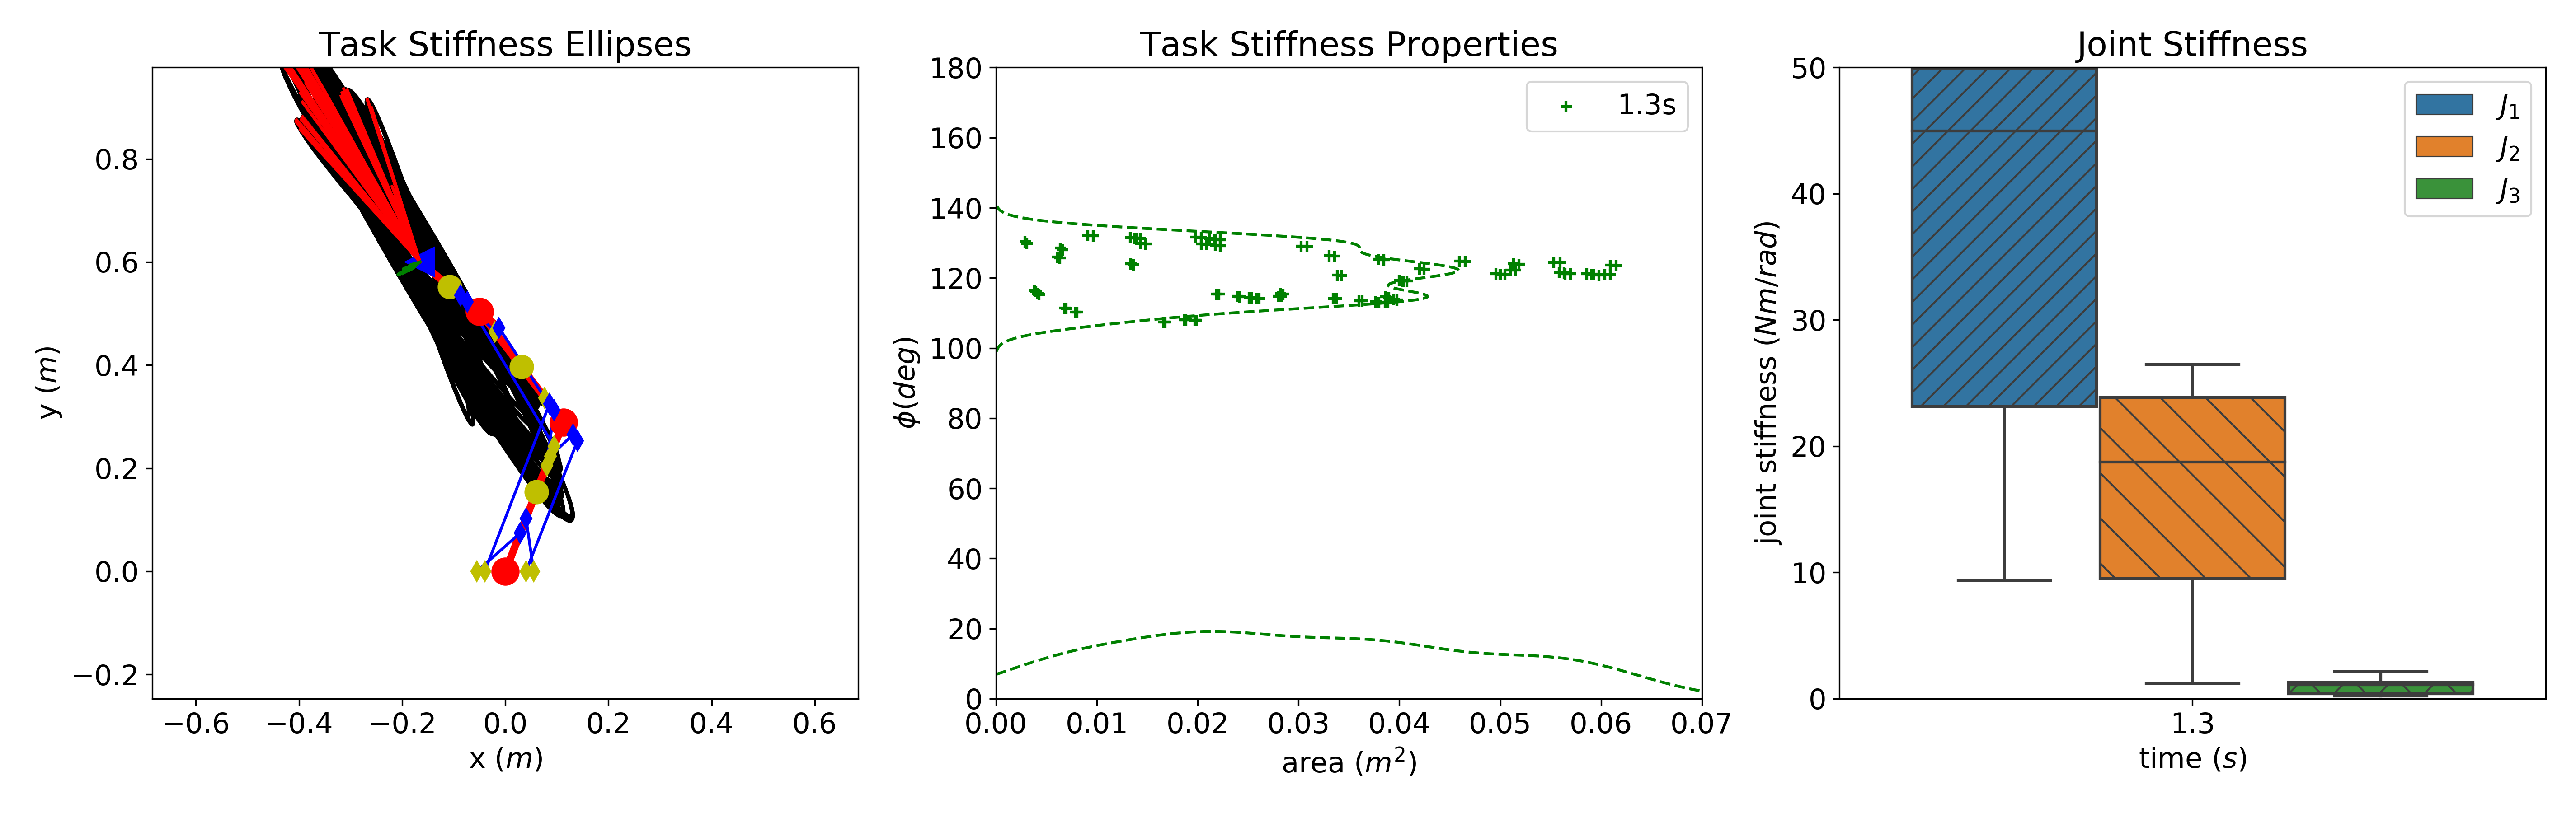 Task Stiffness Ellipses
0.8
0.6
0.4
0.2
0.0
−0.2
y (m)
−0.6 −0.4 −0.2 0.0 0.2 0.4 0.6
x (m)
Task Stiffness Properties
180
160
140
120
100
80
60
40
20
0
ϕ(deg)
1.3s
0.00 0.01 0.02 0.03 0.04 0.05 0.06 0.07
area (m²)
Joint Stiffness
50
40
30
20
10
0
joint stiffness (Nm/rad)
J₁
J₂
J₃
1.3
time (s)